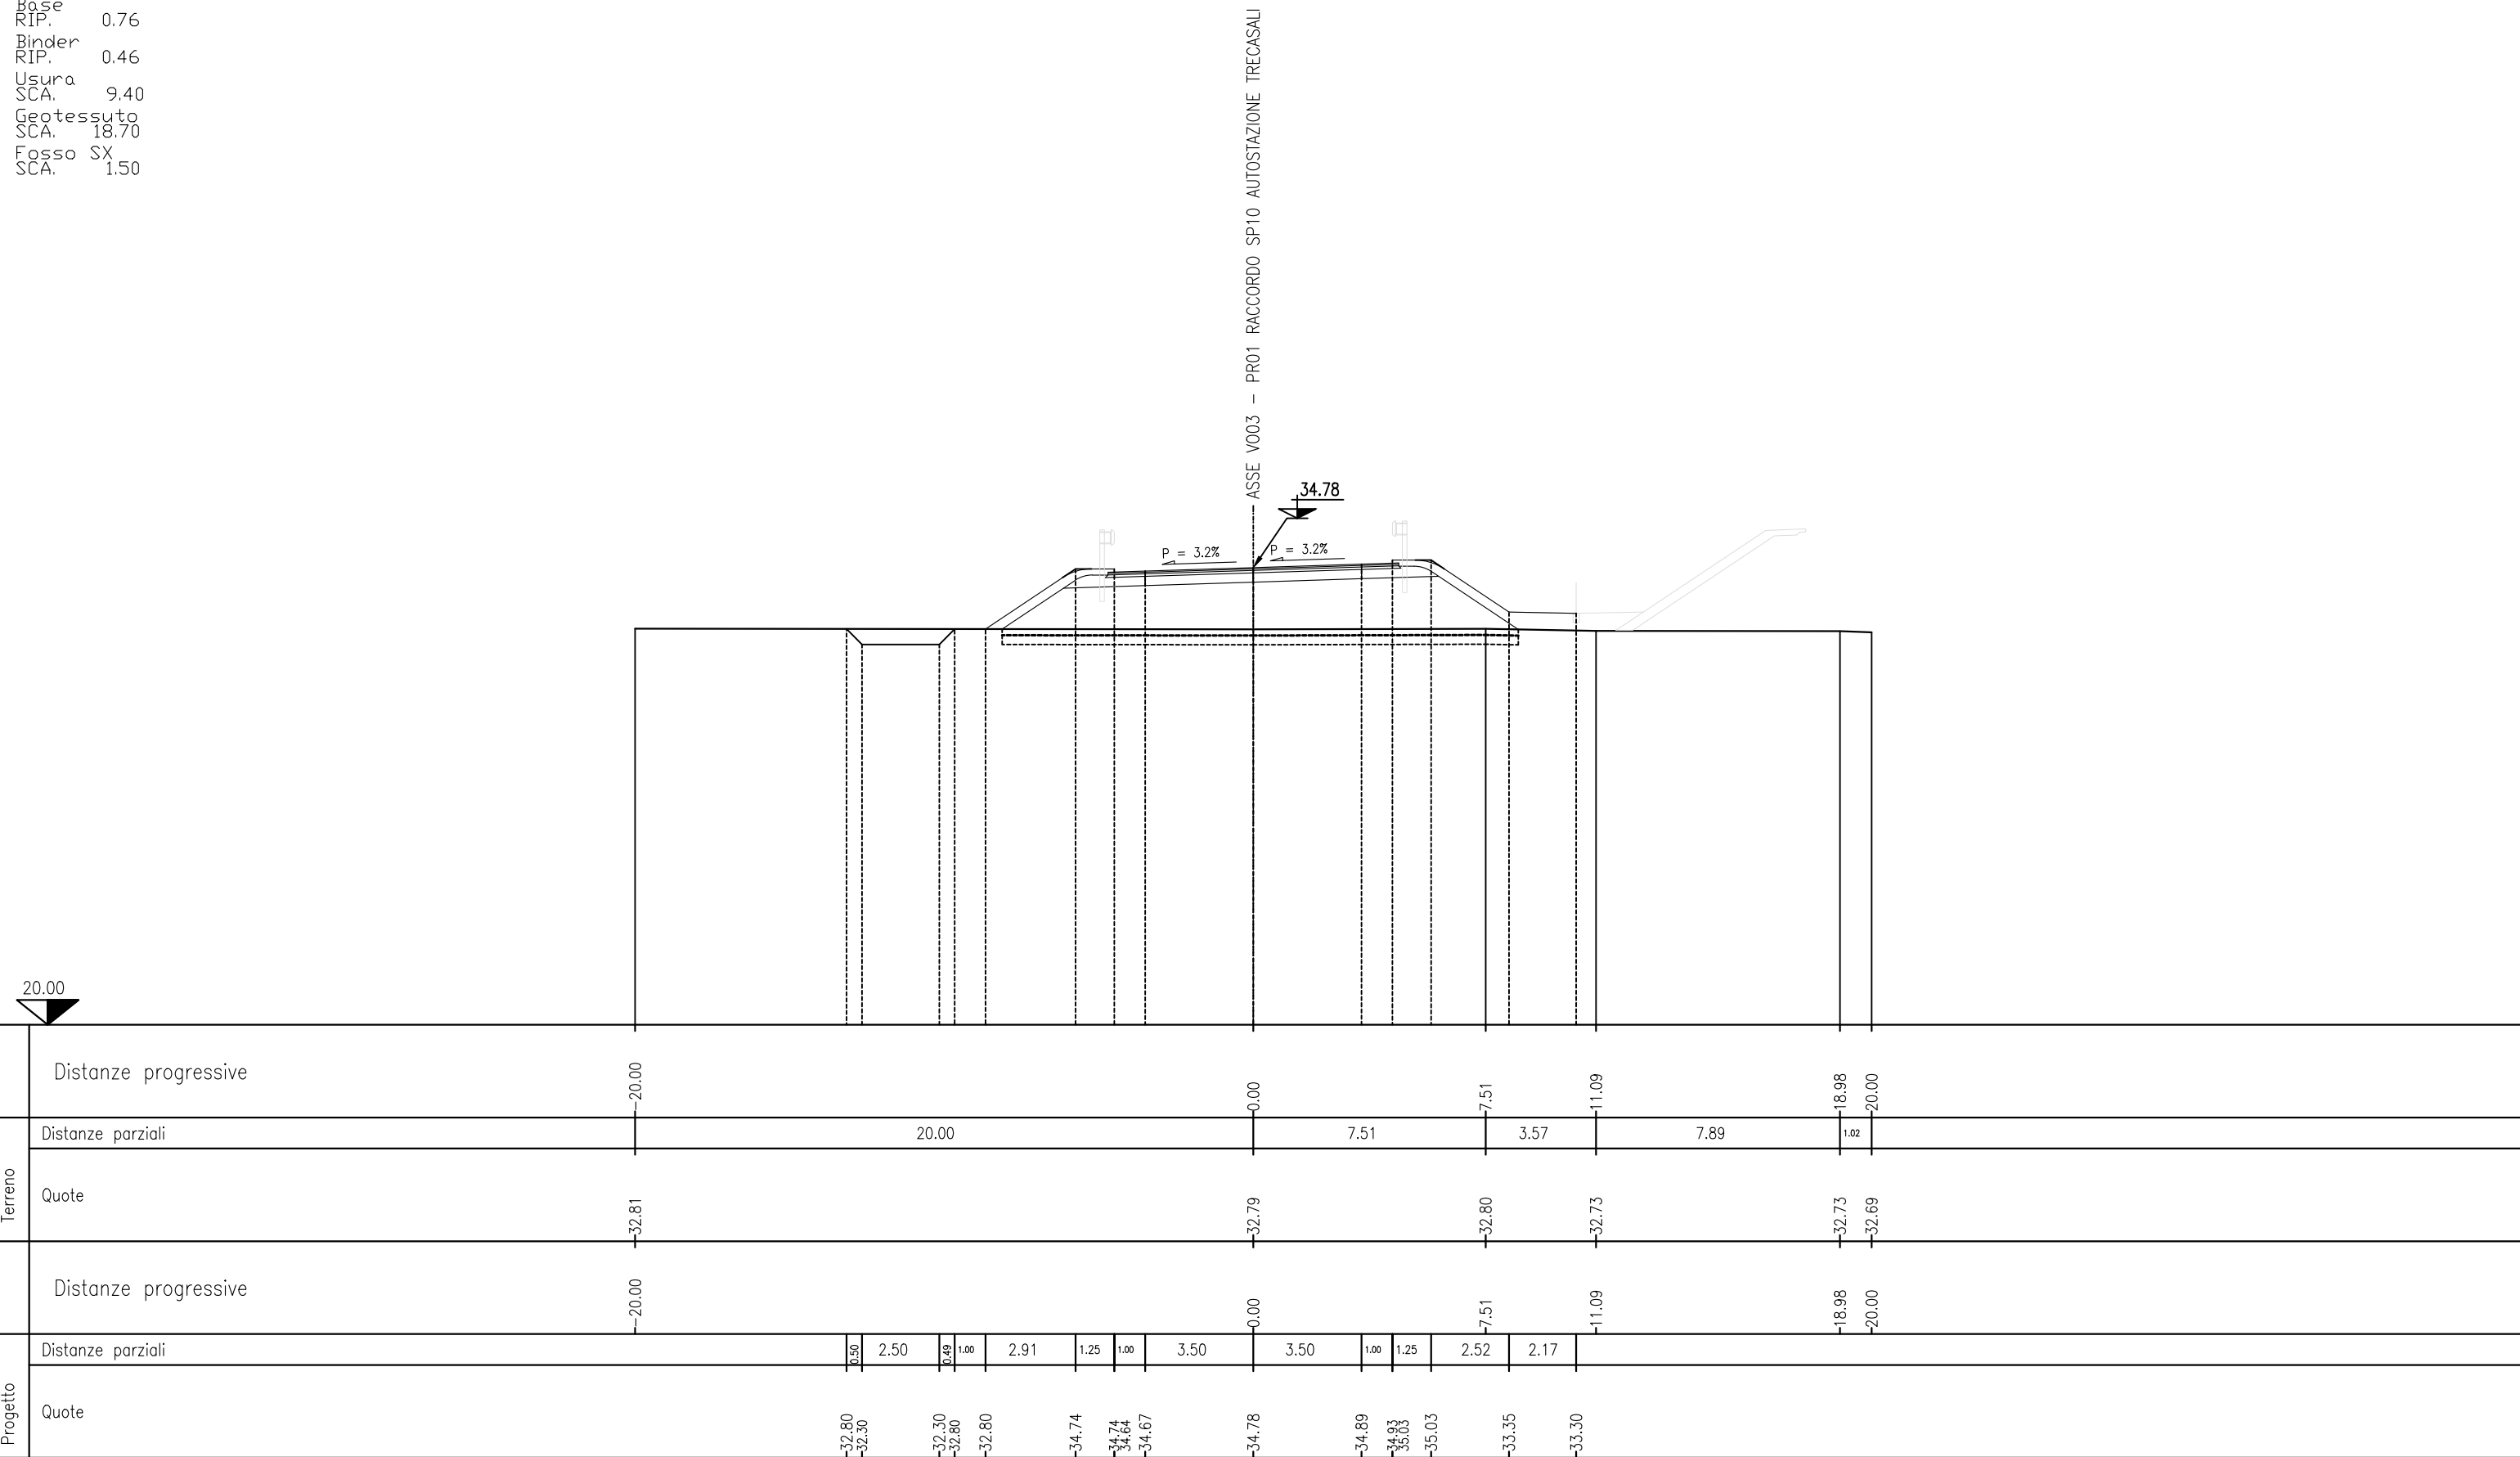 Base
RIP. 0.76
Binder
RIP. 0.46
Usura
SCA. 9.40
Geotessuto
SCA. 18.70
Fosso SX
SCA. 1.50
ASSE VO03 - PR01 RACCORDO SP10 AUTOSTAZIONE TRECASALI
34.78
P = 3.2% P = 3.2%
20.00
Terreno
Distanze progressive
-20.00 0.00 7.51 11.09 18.98 20.00
Distanze parziali
20.00 7.51 3.57 7.89 1.02
Quote
32.81 32.79 32.80 32.73 32.73 32.69
Progetto
Distanze progressive
-20.00 0.00 7.51 11.09 18.98 20.00
Distanze parziali
0.50 2.50 0.49 1.00 2.91 1.25 1.00 3.50 3.50 1.00 1.25 2.52 2.17
Quote
32.80 32.30 32.30 32.80 32.80 34.74 34.74 34.64 34.67 34.78 34.89 34.93 35.03 35.03 33.35 33.30